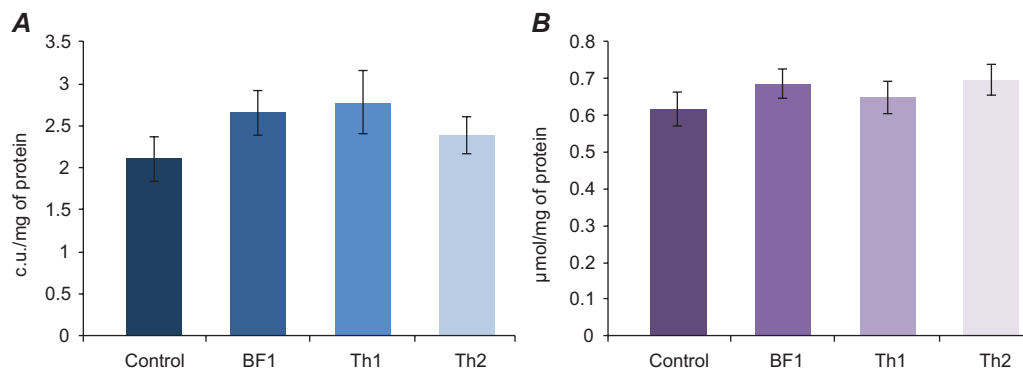 A
c.u./mg of protein
3.5
3
2.5
2
1.5
1
0.5
0
Control BF1 Th1 Th2
B
µmol/mg of protein
0.8
0.7
0.6
0.5
0.4
0.3
0.2
0.1
0
Control BF1 Th1 Th2